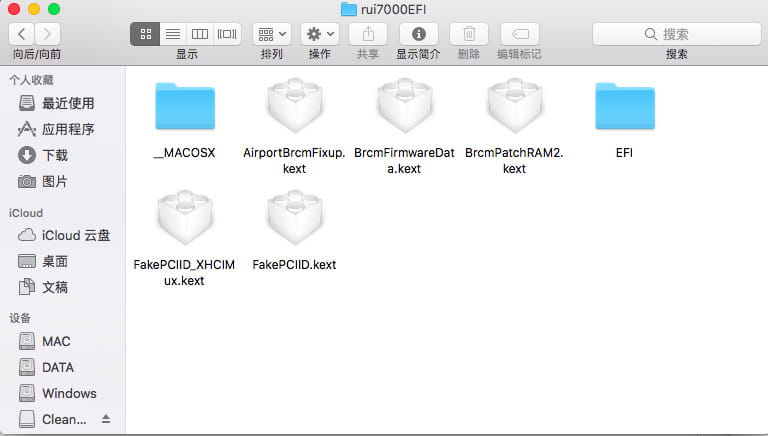 rui7000EFI
向后/向前
显示
排列
操作
共享
显示简介
删除
编辑标记
搜索
搜索
个人收藏
最近使用
应用程序
下载
图片
iCloud
iCloud 云盘
桌面
文稿
设备
MAC
DATA
Windows
Clean...
__MACOSX
AirportBrcmFixup.
kext
BrcmFirmwareDat
a.kext
BrcmPatchRAM2.
kext
EFI
FakePCIID_XHCIM
ux.kext
FakePCIID.kext